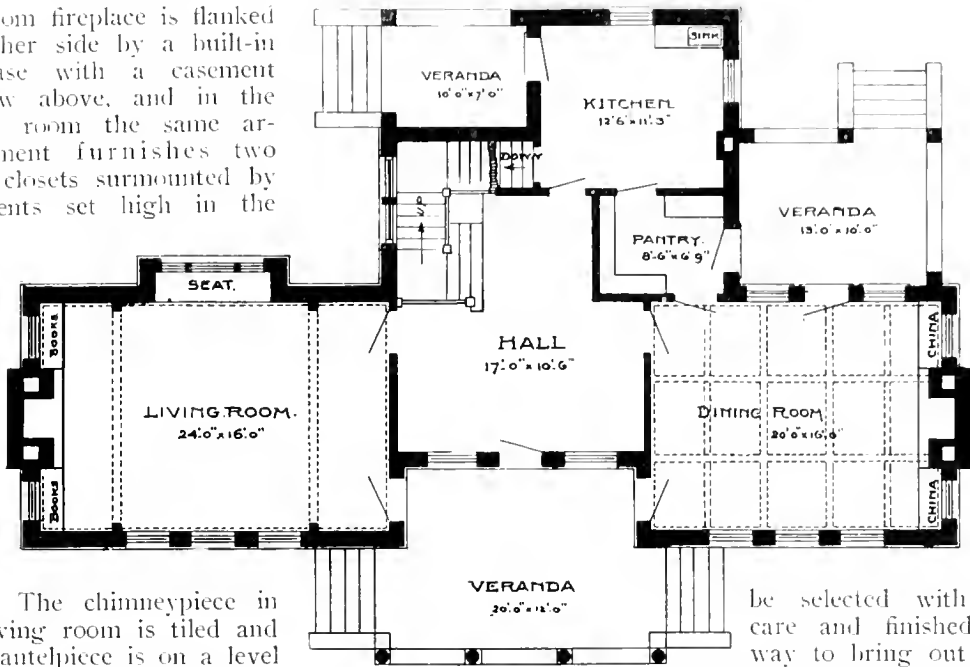 om fireplace is flanked
her side by a built-in
ase with a casement
w above, and in the
room the same ar-
ment furnishes two
closets surmounted by
ents set high in the
VERANDA
10'0"x7'0"
SINK
KITCHEN.
12'6"x11'3"
DOWN
UP
PANTRY.
8'-6"x6'9"
VERANDA
13'0"x10'0"
SEAT.
BOOKS
HALL
17'0"x10'6"
CHINA
LIVING ROOM.
24'0"x16'0"
DINING ROOM
20'0"x16'0"
BOOKS
CHINA
VERANDA
20'0"x12'0"
The chimneypiece in
ving room is tiled and
antelpiece is on a level
be selected with
care and finished
way to bring out